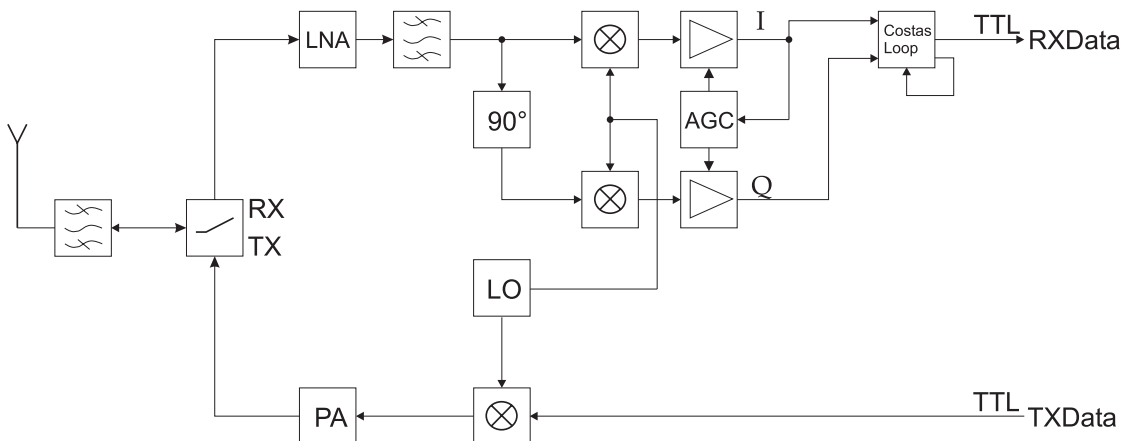 LNA
I
Costas
Loop
TTL
RXData
90°
AGC
Q
RX
TX
LO
PA
TTL
TXData